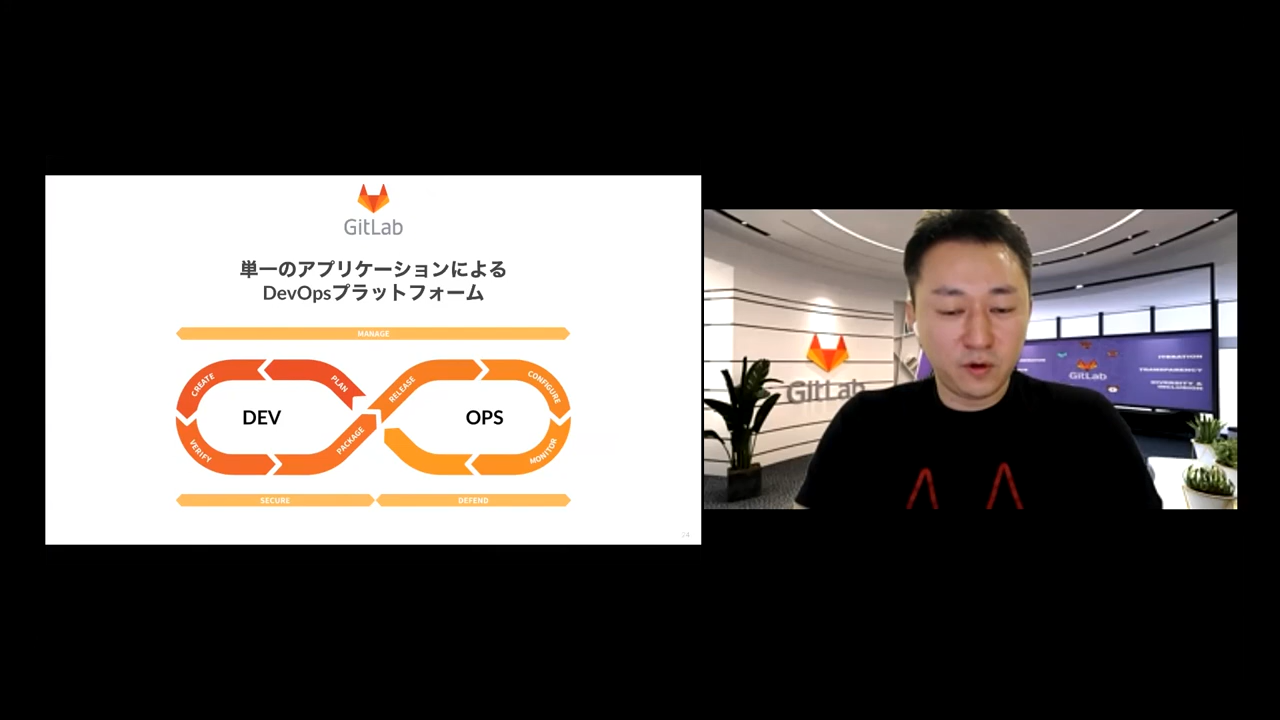 GitLab
単一のアプリケーションによる
DevOpsプラットフォーム
MANAGE
CREATE
PLAN
RELEASE
CONFIGURE
DEV
OPS
VERIFY
PACKAGE
MONITOR
SECURE
DEFEND
24
GitLab
GitLab
ITERATION
TRANSPARENCY
DIVERSITY &
INCLUSION